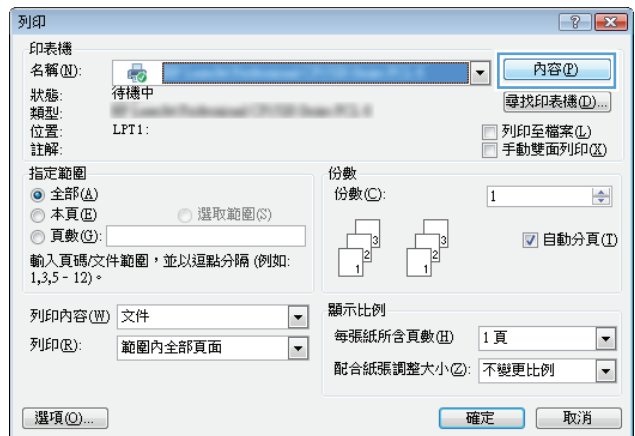 列印
印表機
名稱(N):
內容(P)
狀態: 待機中
類型:
尋找印表機(D)...
位置: LPT1:
列印至檔案(L)
註解:
手動雙面列印(X)
指定範圍
全部(A)
本頁(E) 選取範圍(S)
頁數(G):
輸入頁碼/文件範圍，並以逗點分隔 (例如:
1,3,5 - 12)。
份數
份數(C): 1
3 3
2 2
1 1
自動分頁(T)
列印內容(W) 文件
列印(R): 範圍內全部頁面
顯示比例
每張紙所含頁數(H) 1 頁
配合紙張調整大小(Z): 不變更比例
選項(O)...
確定 取消